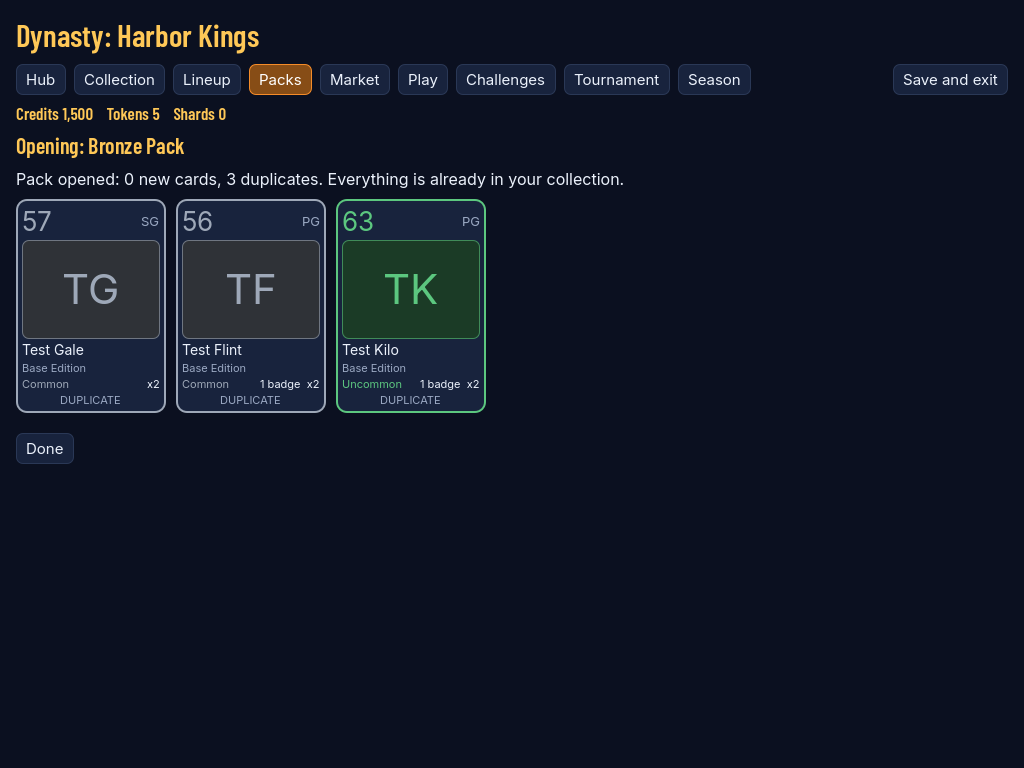 Dynasty: Harbor Kings
Hub Collection Lineup Packs Market Play Challenges Tournament Season Save and exit
Credits 1,500 Tokens 5 Shards 0
Opening: Bronze Pack
Pack opened: 0 new cards, 3 duplicates. Everything is already in your collection.
57 SG
TG
Test Gale
Base Edition
Common x2
DUPLICATE
56 PG
TF
Test Flint
Base Edition
Common 1 badge x2
DUPLICATE
63 PG
TK
Test Kilo
Base Edition
Uncommon 1 badge x2
DUPLICATE
Done